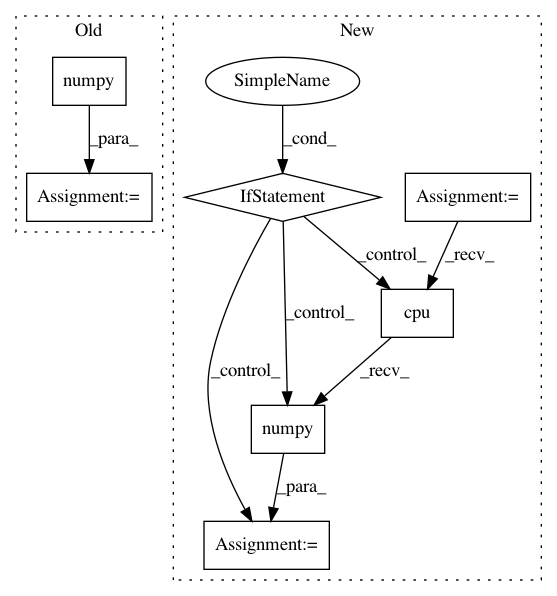 Old
New
numpy
SimpleName
_para_
_cond_
Assignment:=
IfStatement
Assignment:=
_control_
_recv_
_control_
cpu
_control_
_recv_
numpy
_para_
Assignment:=